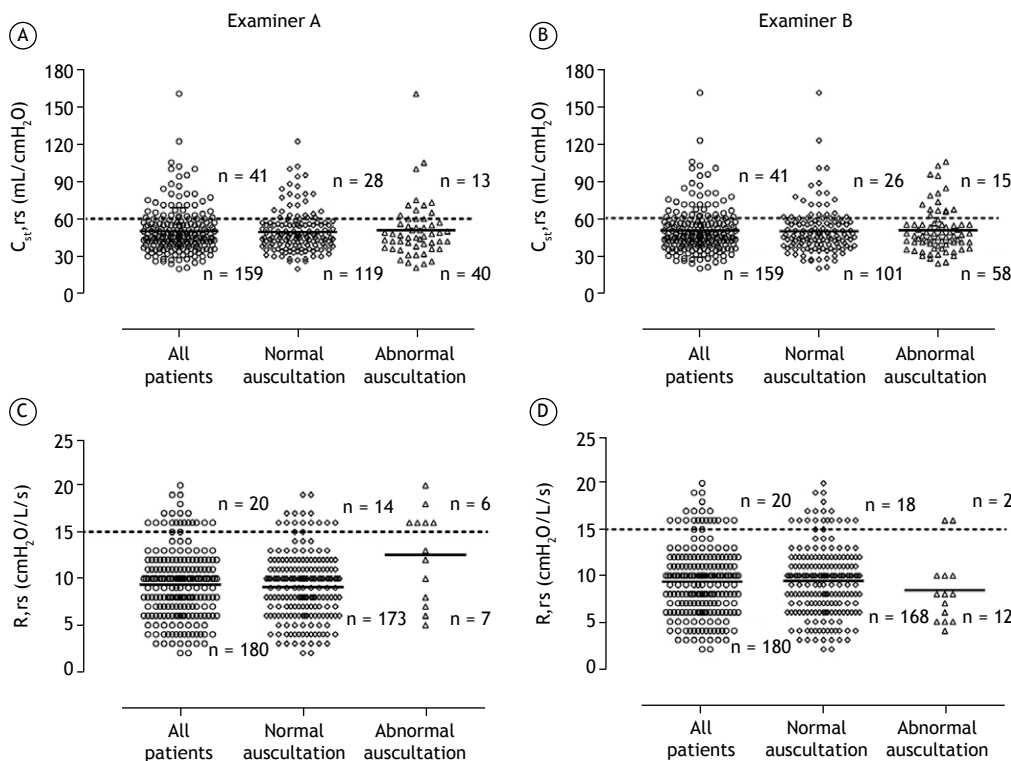 Examiner A
Examiner B
A
C_st,rs (mL/cmH₂O)
180
150
120
90
60
30
0
n = 41
n = 28
n = 13
n = 159
n = 119
n = 40
All patients
Normal auscultation
Abnormal auscultation
B
C_st,rs (mL/cmH₂O)
180
150
120
90
60
30
0
n = 41
n = 26
n = 15
n = 159
n = 101
n = 58
All patients
Normal auscultation
Abnormal auscultation
C
R,rs (cmH₂O/L/s)
25
20
15
10
5
0
n = 20
n = 14
n = 6
n = 180
n = 173
n = 7
All patients
Normal auscultation
Abnormal auscultation
D
R,rs (cmH₂O/L/s)
25
20
15
10
5
0
n = 20
n = 18
n = 2
n = 180
n = 168
n = 12
All patients
Normal auscultation
Abnormal auscultation